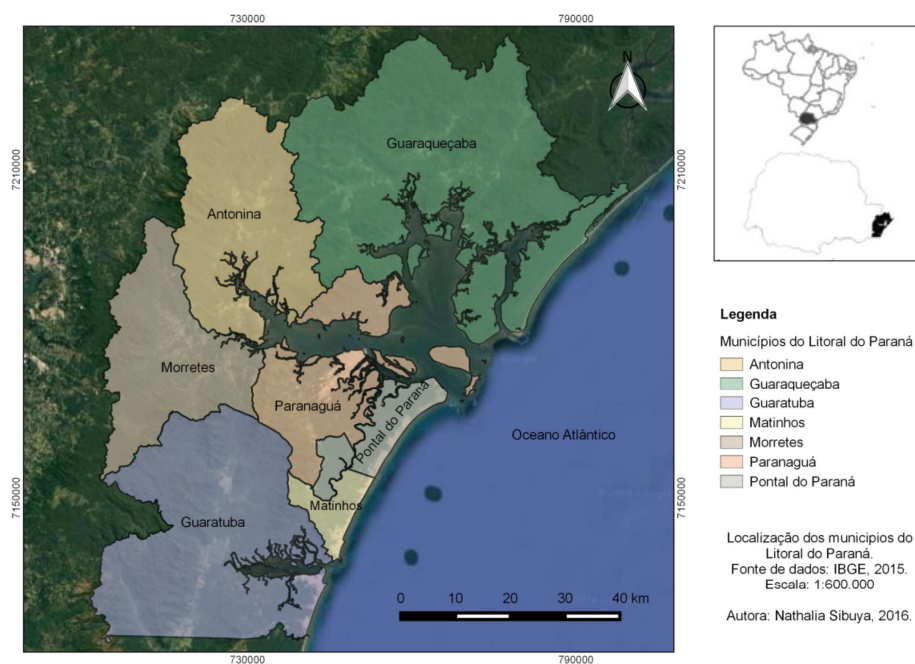 730000
790000
N
Guaraqueçaba
7210000
7210000
Antonina
Morretes
Paranaguá
Pontal do Paraná
Oceano Atlântico
7150000
7150000
Matinhos
Guaratuba
0 10 20 30 40 km
730000
790000
Legenda
Municípios do Litoral do Paraná
Antonina
Guaraqueçaba
Guaratuba
Matinhos
Morretes
Paranaguá
Pontal do Paraná
Localização dos municipios do
Litoral do Paraná.
Fonte de dados: IBGE, 2015.
Escala: 1:600.000
Autora: Nathalia Sibuya, 2016.